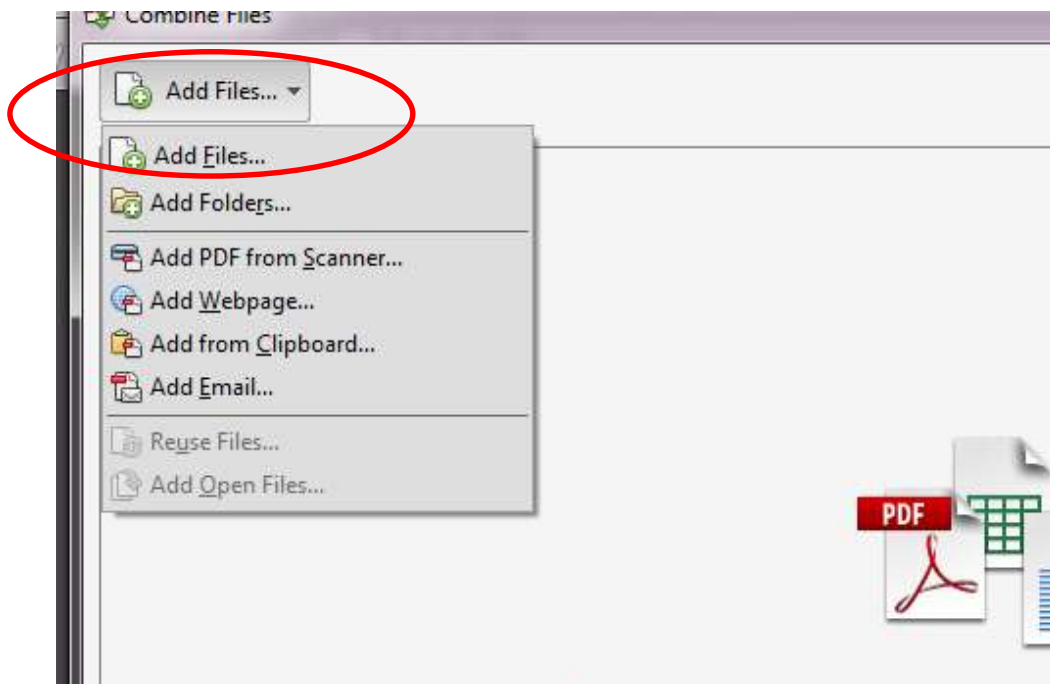 Combine Files
Add Files...
Add Files...
Add Folders...
Add PDF from Scanner...
Add Webpage...
Add from Clipboard...
Add Email...
Reuse Files...
Add Open Files...
PDF